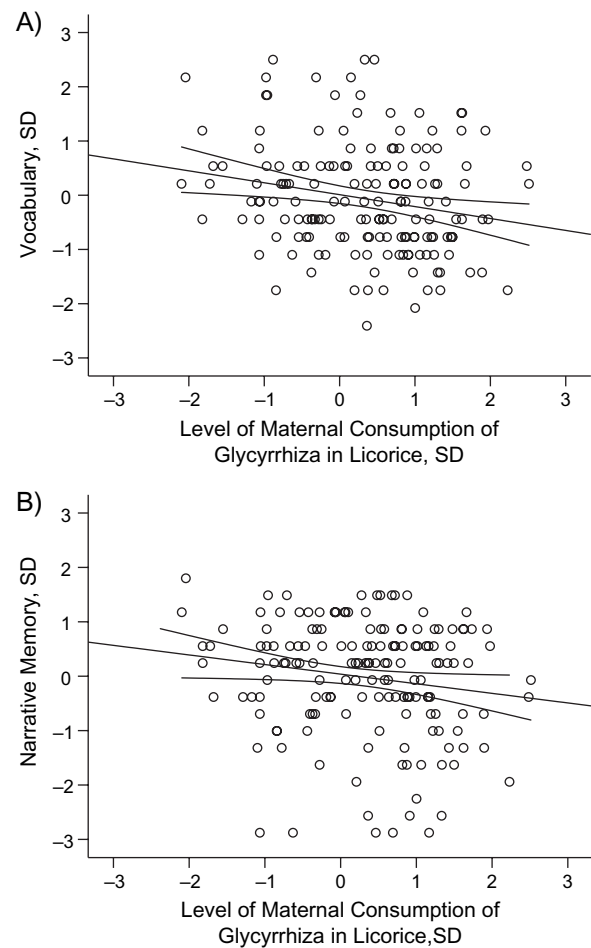 A)
3
2
1
0
–1
–2
–3
Vocabulary, SD
–3 –2 –1 0 1 2 3
Level of Maternal Consumption of
Glycyrrhiza in Licorice, SD
B)
3
2
1
0
–1
–2
–3
Narrative Memory, SD
–3 –2 –1 0 1 2 3
Level of Maternal Consumption of
Glycyrrhiza in Licorice,SD